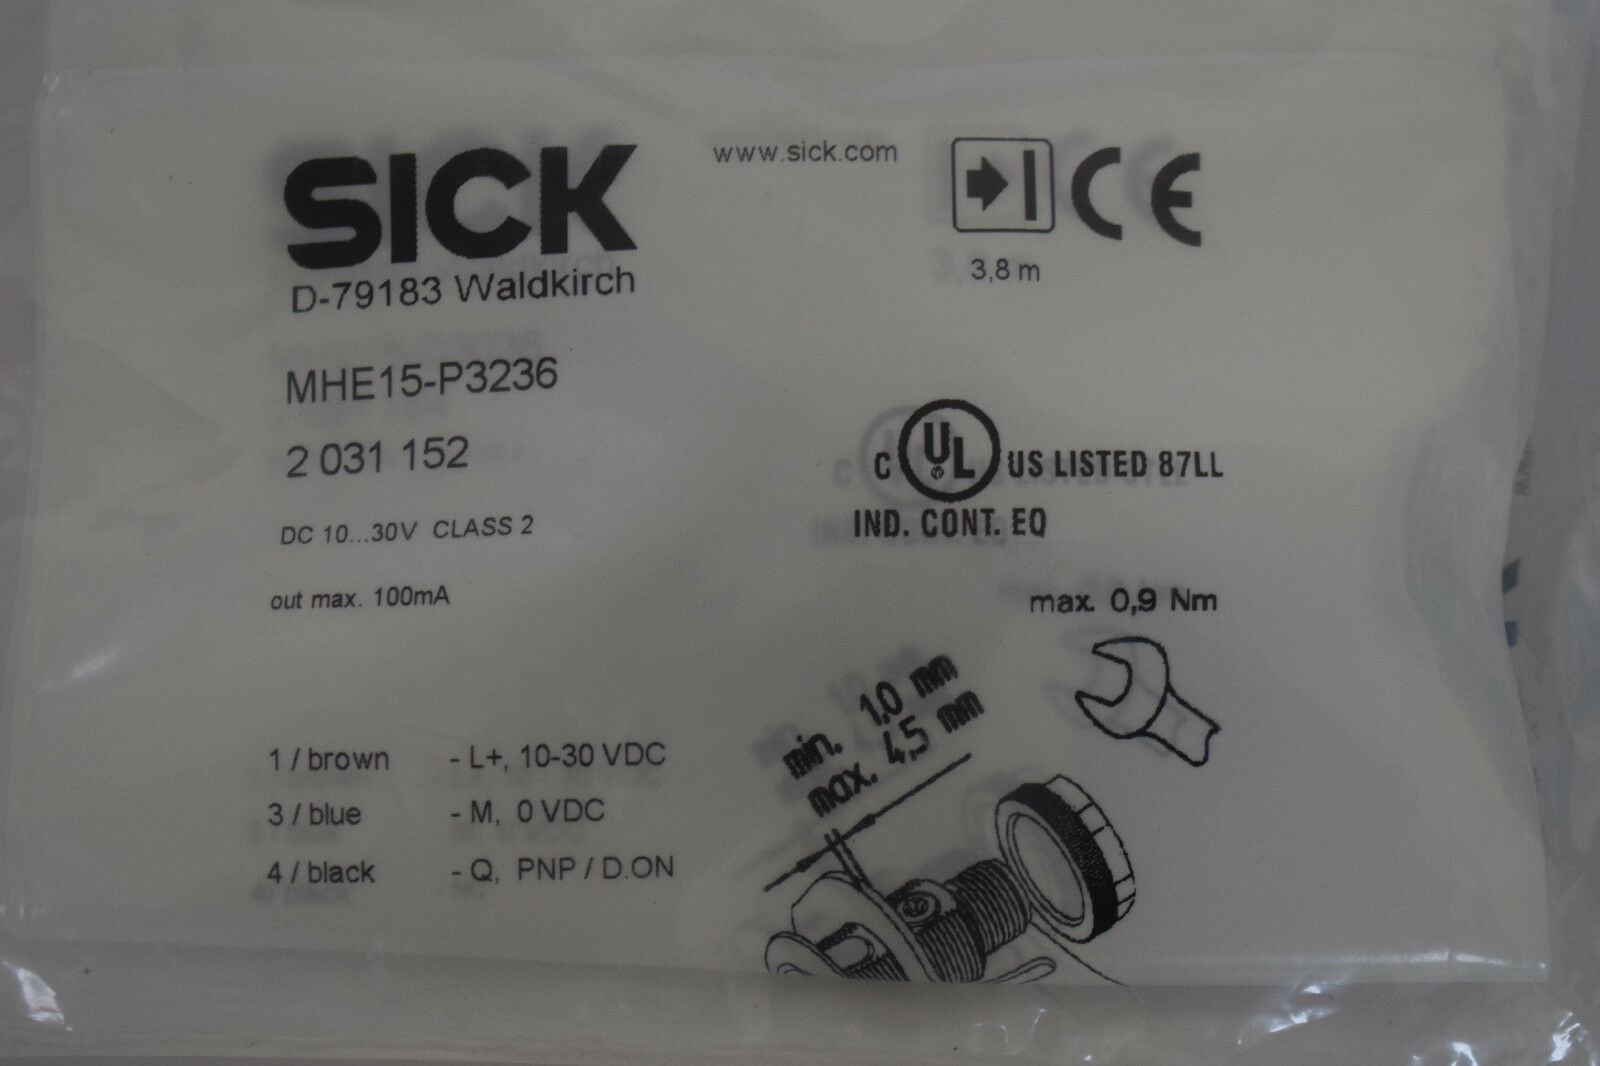 SICK
www.sick.com
CE
D-79183 Waldkirch
3,8 m
MHE15-P3236
2 031 152
C UL US LISTED 87LL
IND. CONT. EQ
DC 10...30V CLASS 2
out max. 100mA
max. 0,9 Nm
min. 1,0 mm
max. 4,5 mm
1 / brown - L+, 10-30 VDC
3 / blue - M, 0 VDC
4 / black - Q, PNP / D.ON